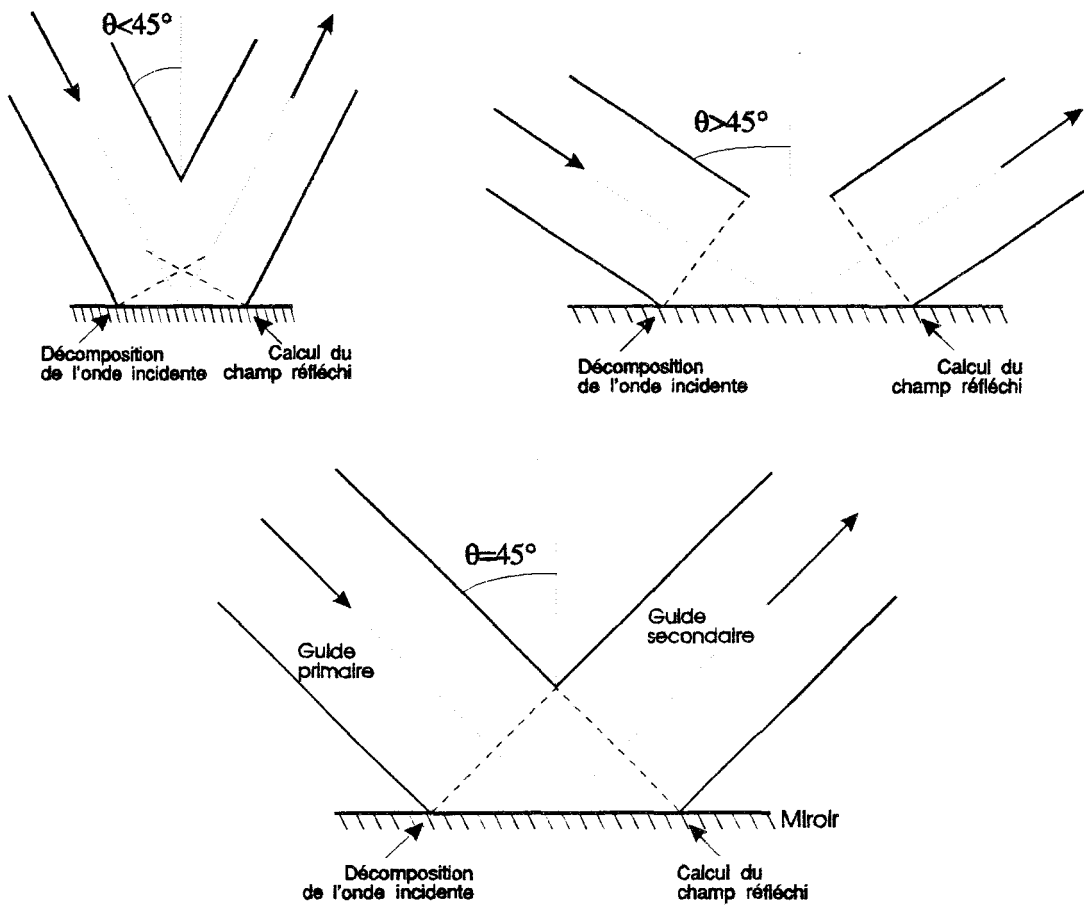 θ<45°
Décomposition
de l'onde incidente
Calcul du
champ réfléchi
θ>45°
Décomposition
de l'onde incidente
Calcul du
champ réfléchi
θ=45°
Guide
primaire
Guide
secondaire
Miroir
Décomposition
de l'onde incidente
Calcul du
champ réfléchi